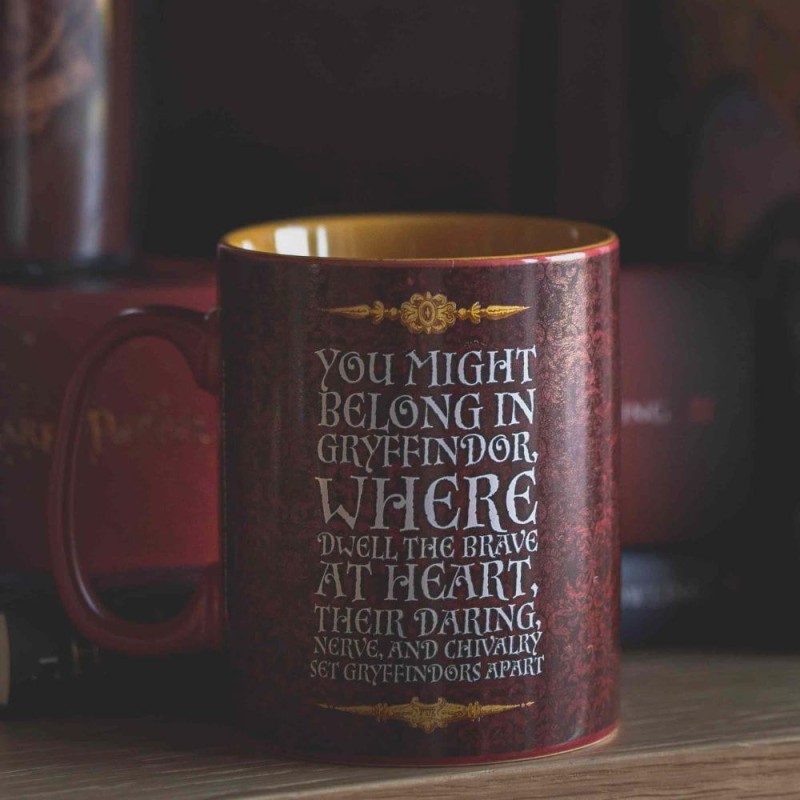 YOU MIGHT
BELONG IN
GRYFFINDOR,
WHERE
DWELL THE BRAVE
AT HEART,
THEIR DARING,
NERVE, AND CHIVALRY
SET GRYFFINDORS APART